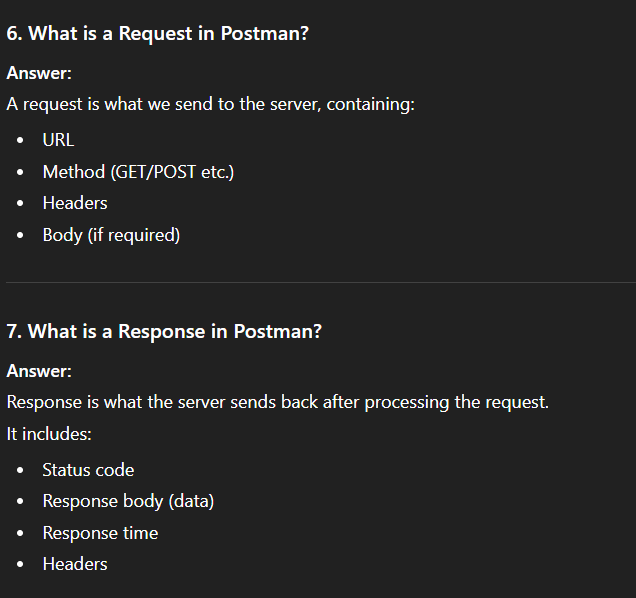 6. What is a Request in Postman?
Answer:
A request is what we send to the server, containing:
• URL
• Method (GET/POST etc.)
• Headers
• Body (if required)
7. What is a Response in Postman?
Answer:
Response is what the server sends back after processing the request.
It includes:
• Status code
• Response body (data)
• Response time
• Headers